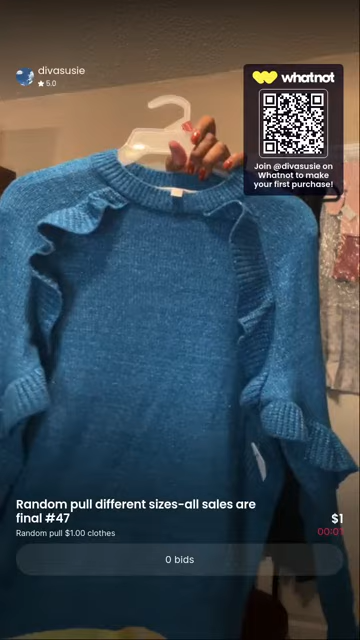 divasusie
★ 5.0
whatnot
Join @divasusie on
Whatnot to make
your first purchase!
Random pull different sizes-all sales are
final #47
$1
Random pull $1.00 clothes
00:01
0 bids